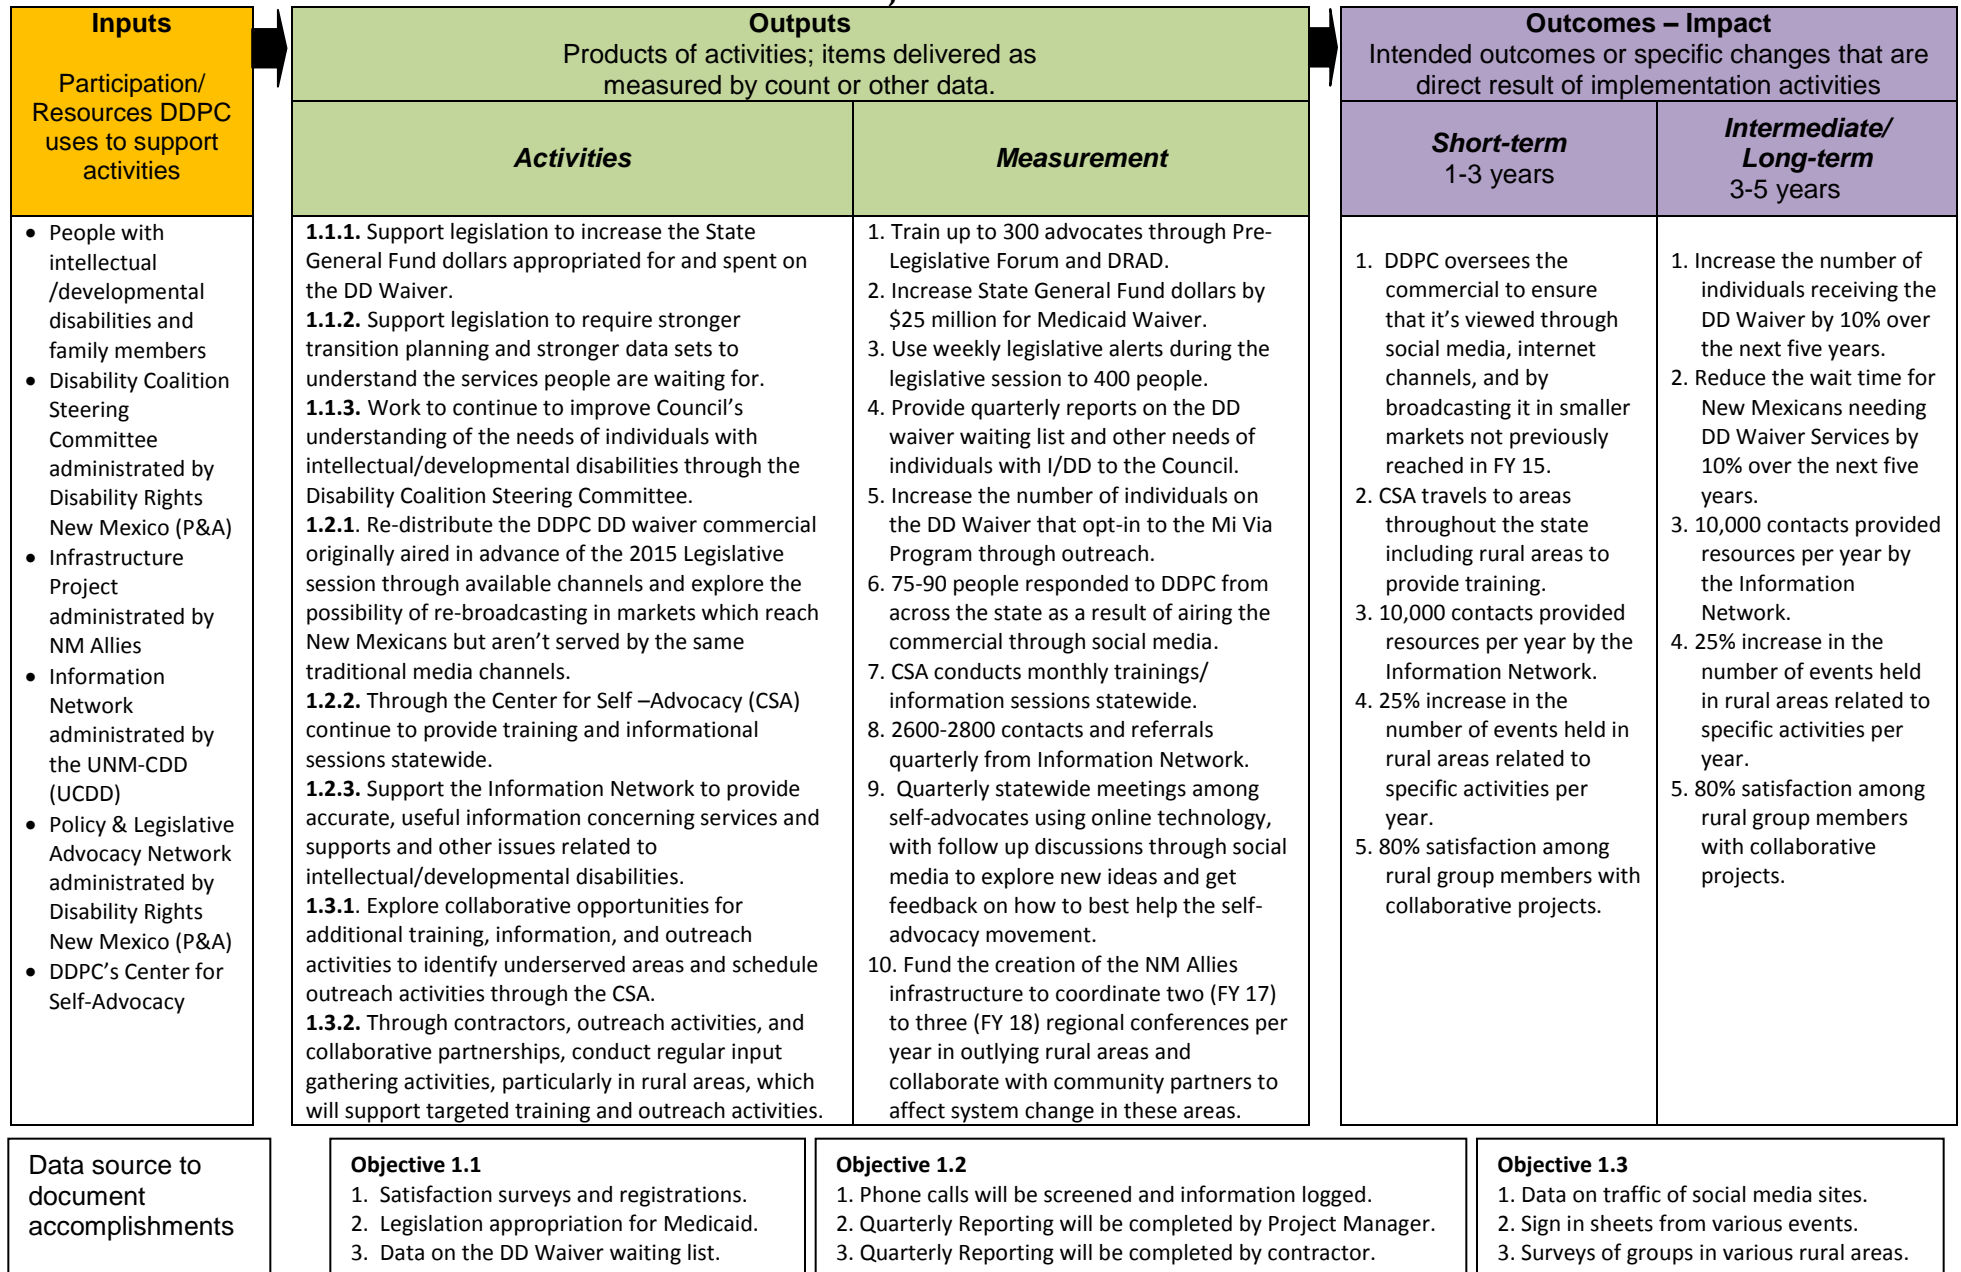 Inputs
Participation/
Resources DDPC
uses to support
activities
Outputs
Products of activities; items delivered as
measured by count or other data.
Outcomes – Impact
Intended outcomes or specific changes that are
direct result of implementation activities
Activities
Measurement
Short-term
1-3 years
Intermediate/
Long-term
3-5 years
• People with
intellectual
/developmental
disabilities and
family members
• Disability Coalition
Steering
Committee
administrated by
Disability Rights
New Mexico (P&A)
• Infrastructure
Project
administrated by
NM Allies
• Information
Network
administrated by
the UNM-CDD
(UCDD)
• Policy & Legislative
Advocacy Network
administrated by
Disability Rights
New Mexico (P&A)
• DDPC's Center for
Self-Advocacy
1.1.1. Support legislation to increase the State
General Fund dollars appropriated for and spent on
the DD Waiver.
1.1.2. Support legislation to require stronger
transition planning and stronger data sets to
understand the services people are waiting for.
1.1.3. Work to continue to improve Council's
understanding of the needs of individuals with
intellectual/developmental disabilities through the
Disability Coalition Steering Committee.
1.2.1. Re-distribute the DDPC DD waiver commercial
originally aired in advance of the 2015 Legislative
session through available channels and explore the
possibility of re-broadcasting in markets which reach
New Mexicans but aren't served by the same
traditional media channels.
1.2.2. Through the Center for Self –Advocacy (CSA)
continue to provide training and informational
sessions statewide.
1.2.3. Support the Information Network to provide
accurate, useful information concerning services and
supports and other issues related to
intellectual/developmental disabilities.
1.3.1. Explore collaborative opportunities for
additional training, information, and outreach
activities to identify underserved areas and schedule
outreach activities through the CSA.
1.3.2. Through contractors, outreach activities, and
collaborative partnerships, conduct regular input
gathering activities, particularly in rural areas, which
will support targeted training and outreach activities.
1. Train up to 300 advocates through Pre-
Legislative Forum and DRAD.
2. Increase State General Fund dollars by
$25 million for Medicaid Waiver.
3. Use weekly legislative alerts during the
legislative session to 400 people.
4. Provide quarterly reports on the DD
waiver waiting list and other needs of
individuals with I/DD to the Council.
5. Increase the number of individuals on
the DD Waiver that opt-in to the Mi Via
Program through outreach.
6. 75-90 people responded to DDPC from
across the state as a result of airing the
commercial through social media.
7. CSA conducts monthly trainings/
information sessions statewide.
8. 2600-2800 contacts and referrals
quarterly from Information Network.
9. Quarterly statewide meetings among
self-advocates using online technology,
with follow up discussions through social
media to explore new ideas and get
feedback on how to best help the self-
advocacy movement.
10. Fund the creation of the NM Allies
infrastructure to coordinate two (FY 17)
to three (FY 18) regional conferences per
year in outlying rural areas and
collaborate with community partners to
affect system change in these areas.
1. DDPC oversees the
commercial to ensure
that it's viewed through
social media, internet
channels, and by
broadcasting it in smaller
markets not previously
reached in FY 15.
2. CSA travels to areas
throughout the state
including rural areas to
provide training.
3. 10,000 contacts provided
resources per year by the
Information Network.
4. 25% increase in the
number of events held in
rural areas related to
specific activities per
year.
5. 80% satisfaction among
rural group members with
collaborative projects.
1. Increase the number of
individuals receiving the
DD Waiver by 10% over
the next five years.
2. Reduce the wait time for
New Mexicans needing
DD Waiver Services by
10% over the next five
years.
3. 10,000 contacts provided
resources per year by
the Information
Network.
4. 25% increase in the
number of events held
in rural areas related to
specific activities per
year.
5. 80% satisfaction among
rural group members
with collaborative
projects.
Data source to
document
accomplishments
Objective 1.1
1. Satisfaction surveys and registrations.
2. Legislation appropriation for Medicaid.
3. Data on the DD Waiver waiting list.
Objective 1.2
1. Phone calls will be screened and information logged.
2. Quarterly Reporting will be completed by Project Manager.
3. Quarterly Reporting will be completed by contractor.
Objective 1.3
1. Data on traffic of social media sites.
2. Sign in sheets from various events.
3. Surveys of groups in various rural areas.